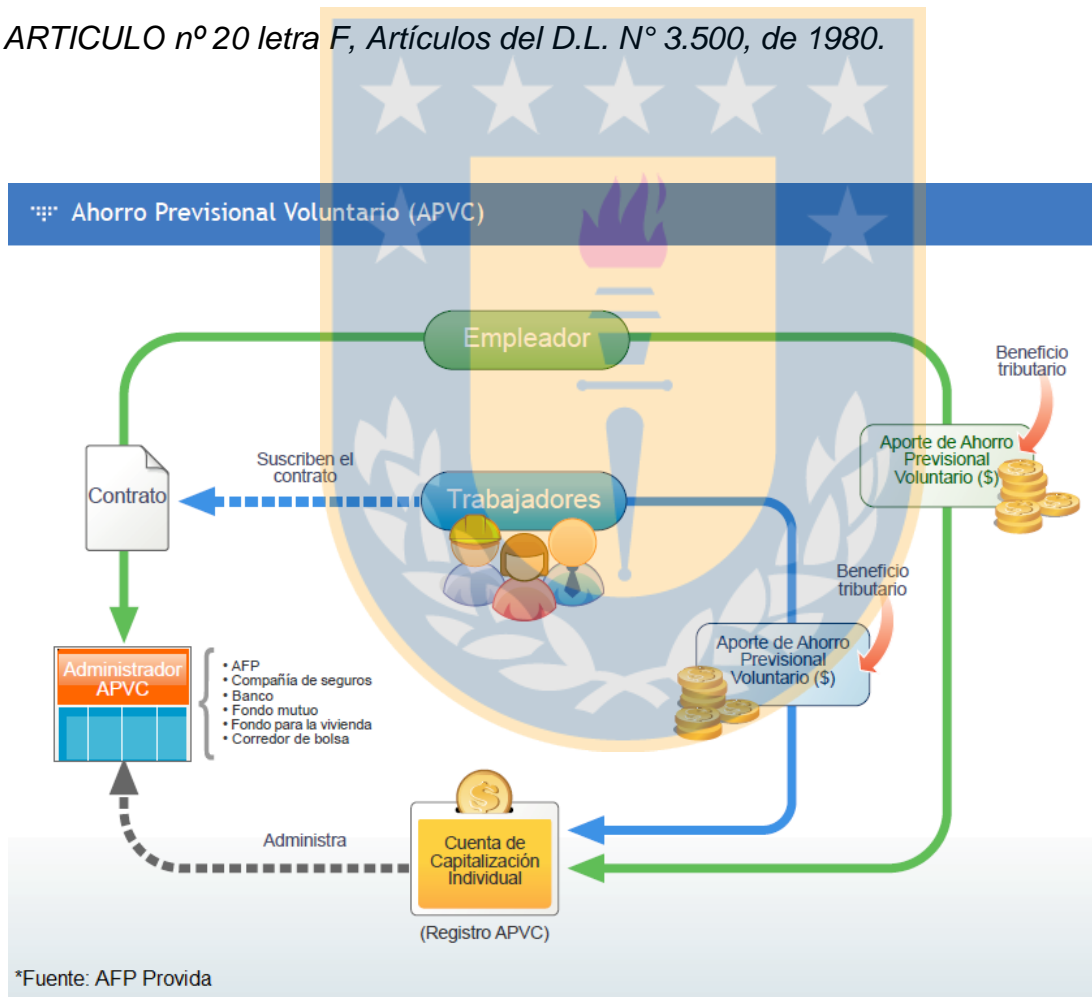 ARTICULO nº 20 letra F, Artículos del D.L. N° 3.500, de 1980.
Ahorro Previsional Voluntario (APVC)
Empleador
Beneficio
tributario
Aporte de Ahorro
Previsional
Voluntario ($)
Contrato
Suscriben el
contrato
Trabajadores
Beneficio
tributario
Aporte de Ahorro
Previsional
Voluntario ($)
Administrador
APVC
• AFP
• Compañía de seguros
• Banco
• Fondo mutuo
• Fondo para la vivienda
• Corredor de bolsa
Administra
$
Cuenta de
Capitalización
Individual
(Registro APVC)
*Fuente: AFP Provida